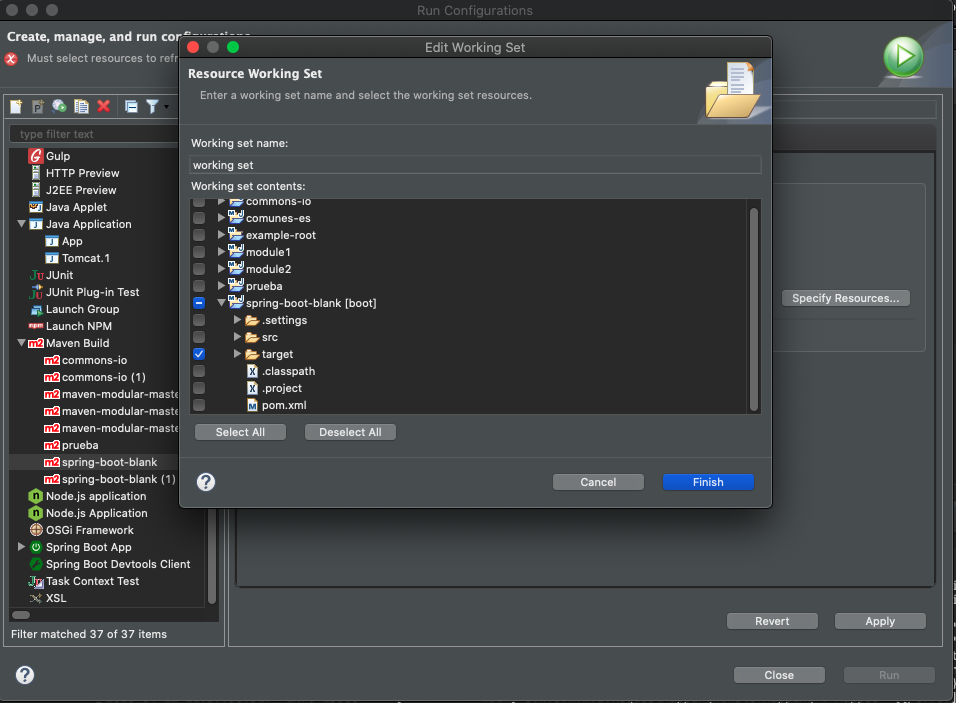 Run Configurations
Create, manage, and run
Must select resources to
type filter text
Gulp
HTTP Preview
J2EE Preview
Java Applet
Java Application
App
Tomcat.1
JUnit
JUnit Plug-in Test
Launch Group
Launch NPM
Maven Build
commons-io
commons-io (1)
maven-modular-maste
maven-modular-maste
maven-modular-maste
prueba
spring-boot-blank
spring-boot-blank (1)
Node.js application
Node.js Application
OSGi Framework
Spring Boot App
Spring Boot Devtools Client
Task Context Test
XSL
Filter matched 37 of 37 items
Edit Working Set
Resource Working Set
Enter a working set name and select the working set resources.
Working set name:
working set
Working set contents:
commons-io
comunes-es
example-root
module1
module2
prueba
spring-boot-blank [boot]
.settings
src
target
.classpath
.project
pom.xml
Select All
Deselect All
Cancel
Finish
Specify Resources...
Revert
Apply
Close
Run